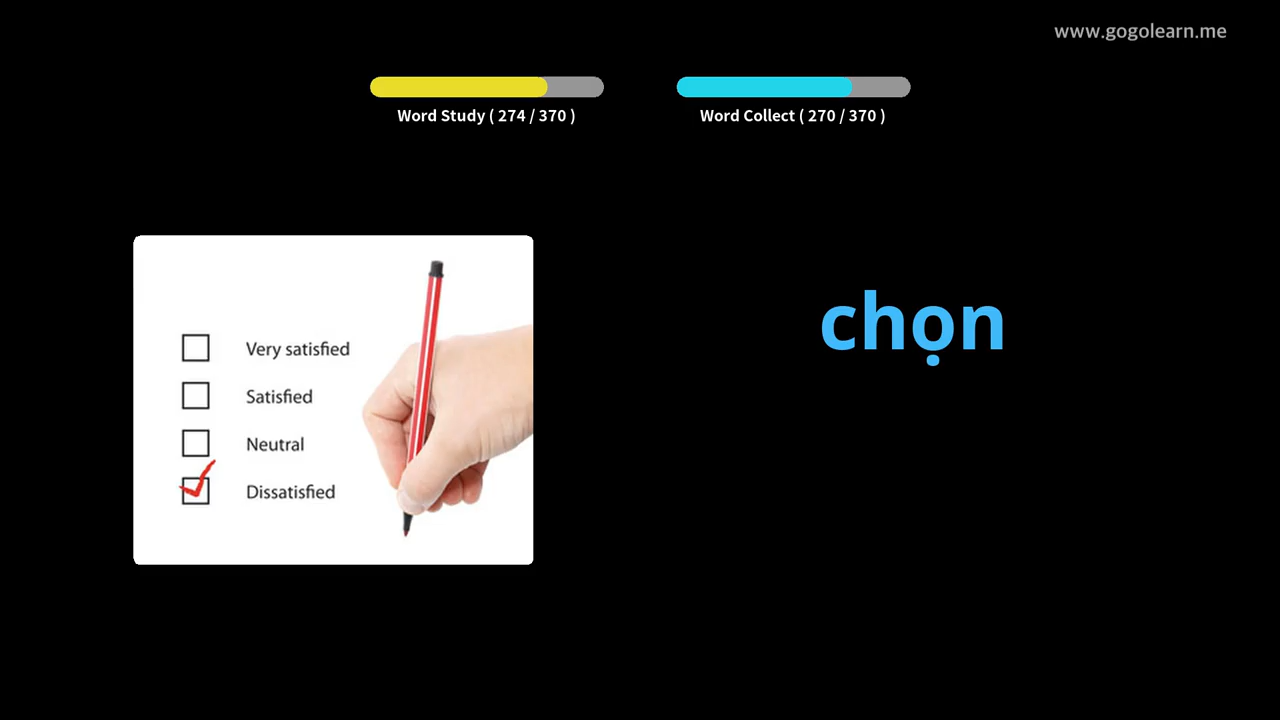 www.gogolearn.me
Word Study ( 274 / 370 )
Word Collect ( 270 / 370 )
Very satisfied
Satisfied
Neutral
Dissatisfied
chọn